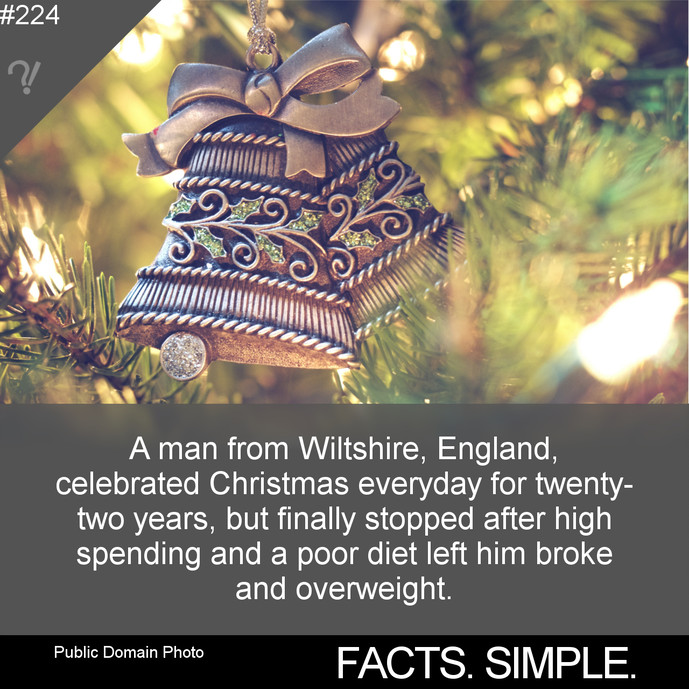 #224
?!
A man from Wiltshire, England,
celebrated Christmas everyday for twenty-
two years, but finally stopped after high
spending and a poor diet left him broke
and overweight.
Public Domain Photo
FACTS. SIMPLE.